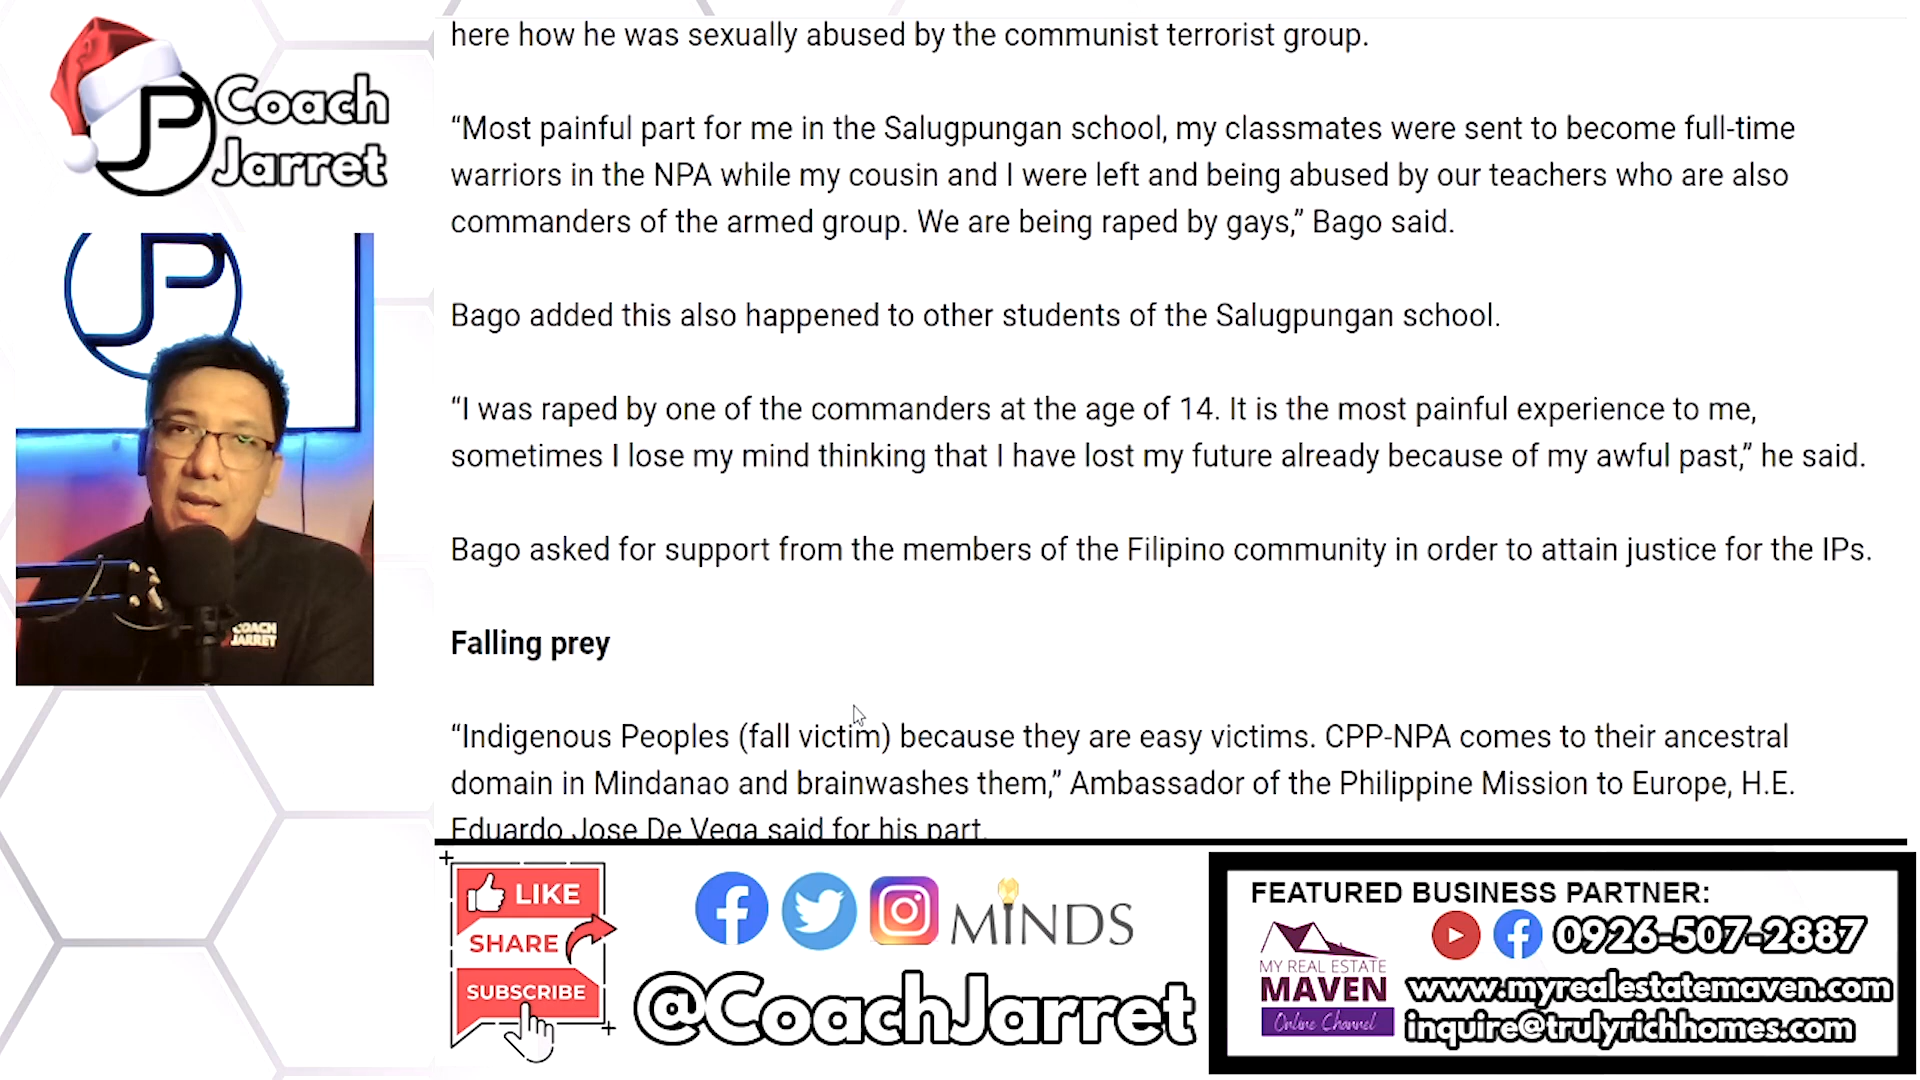 Coach
Jarret
here how he was sexually abused by the communist terrorist group.
“Most painful part for me in the Salugpungan school, my classmates were sent to become full-time
warriors in the NPA while my cousin and I were left and being abused by our teachers who are also
commanders of the armed group. We are being raped by gays,” Bago said.
Bago added this also happened to other students of the Salugpungan school.
“I was raped by one of the commanders at the age of 14. It is the most painful experience to me,
sometimes I lose my mind thinking that I have lost my future already because of my awful past,” he said.
Bago asked for support from the members of the Filipino community in order to attain justice for the IPs.
Falling prey
“Indigenous Peoples (fall victim) because they are easy victims. CPP-NPA comes to their ancestral
domain in Mindanao and brainwashes them,” Ambassador of the Philippine Mission to Europe, H.E.
Eduardo Jose De Vega said for his part.
COACH
JARRET
LIKE
SHARE
SUBSCRIBE
MINDS
@CoachJarret
FEATURED BUSINESS PARTNER:
0926-507-2887
MY REAL ESTATE
MAVEN
Online Channel
www.myrealestatemaven.com
inquire@trulyrichhomes.com